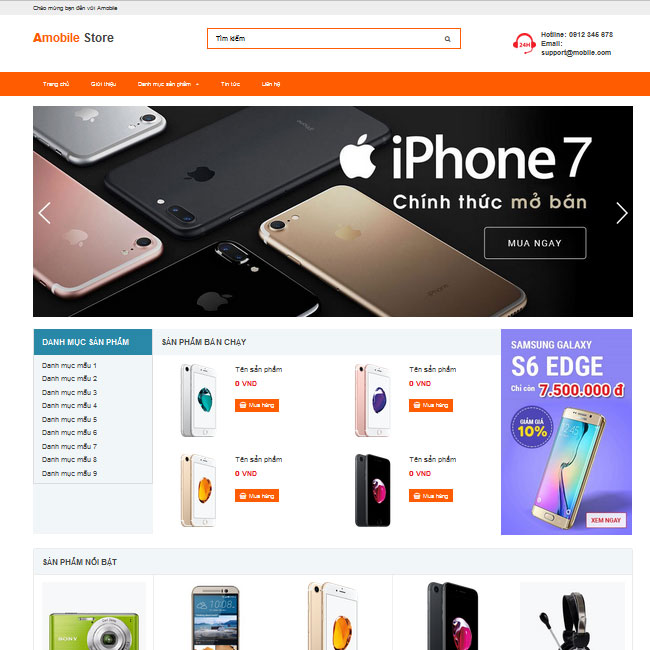 Chào mừng bạn đến với Amobile
Amobile Store
Tìm kiếm
24H
Hotline: 0912 345 678
Email:
support@mobile.com
Trang chủ
Giới thiệu
Danh mục sản phẩm
Tin tức
Liên hệ
iPhone 7
Chính thức mở bán
MUA NGAY
iPhone
DANH MỤC SẢN PHẨM
Danh mục mẫu 1
Danh mục mẫu 2
Danh mục mẫu 3
Danh mục mẫu 4
Danh mục mẫu 5
Danh mục mẫu 6
Danh mục mẫu 7
Danh mục mẫu 8
Danh mục mẫu 9
SẢN PHẨM BÁN CHẠY
Tên sản phẩm
0 VND
Mua hàng
Tên sản phẩm
0 VND
Mua hàng
Tên sản phẩm
0 VND
Mua hàng
Tên sản phẩm
0 VND
Mua hàng
SAMSUNG GALAXY
S6 EDGE
Chỉ còn 7.500.000 đ
GIẢM GIÁ
10%
XEM NGAY
SẢN PHẨM NỔI BẬT
SONY
10:08